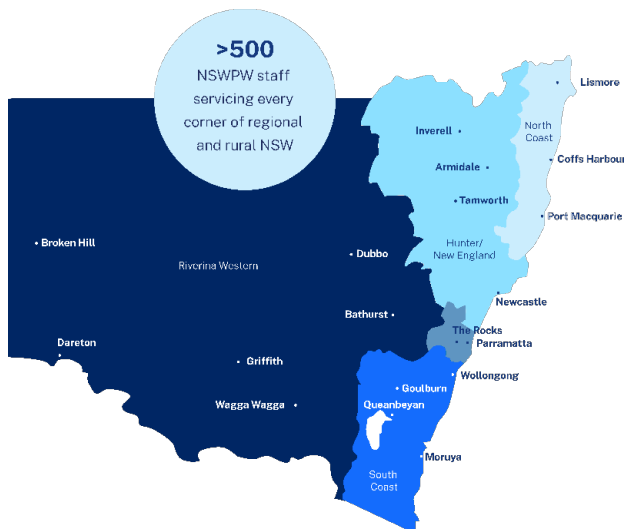 >500
NSWPW staff
servicing every
corner of regional
and rural NSW
Lismore
North
Coast
Inverell
Coffs Harbour
Armidale
Tamworth
Port Macquarie
Broken Hill
Hunter/
New England
Dubbo
Riverina Western
Newcastle
Bathurst
The Rocks
Parramatta
Dareton
Griffith
Wollongong
Goulburn
Wagga Wagga
Queanbeyan
Moruya
South
Coast